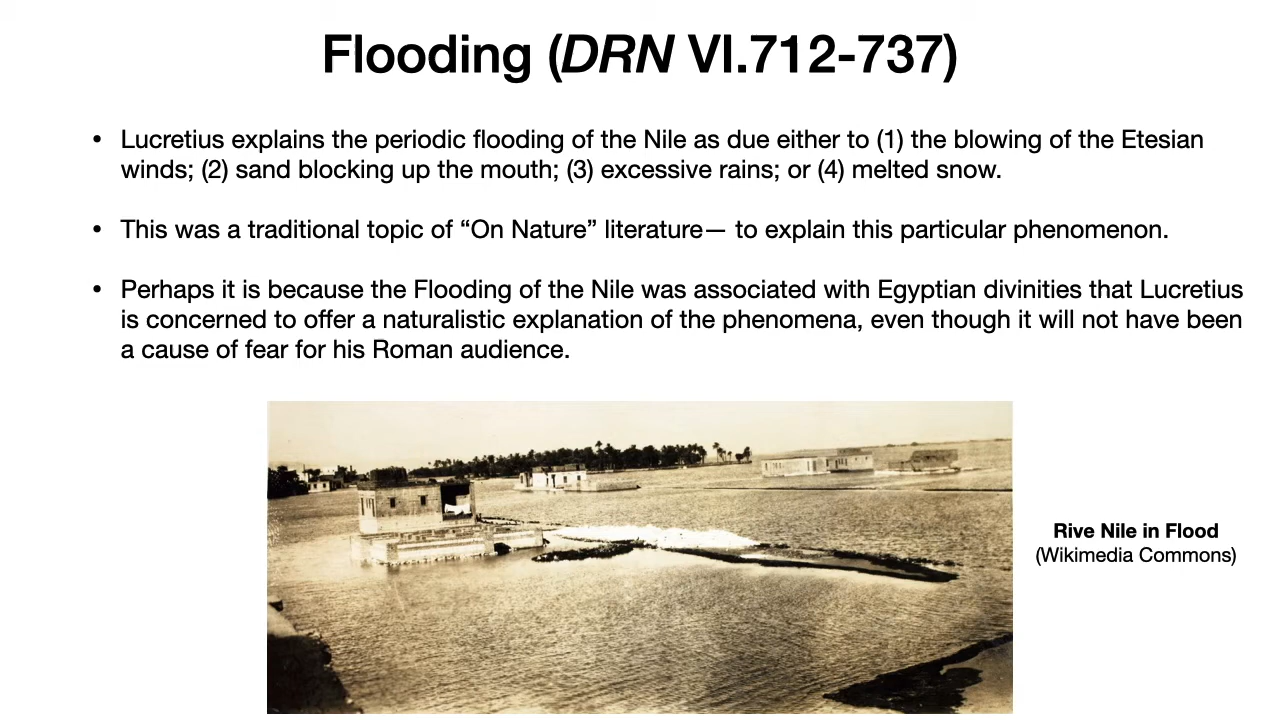 Flooding (DRN VI.712-737)
• Lucretius explains the periodic flooding of the Nile as due either to (1) the blowing of the Etesian
winds; (2) sand blocking up the mouth; (3) excessive rains; or (4) melted snow.
• This was a traditional topic of “On Nature” literature— to explain this particular phenomenon.
• Perhaps it is because the Flooding of the Nile was associated with Egyptian divinities that Lucretius
is concerned to offer a naturalistic explanation of the phenomena, even though it will not have been
a cause of fear for his Roman audience.
Rive Nile in Flood
(Wikimedia Commons)